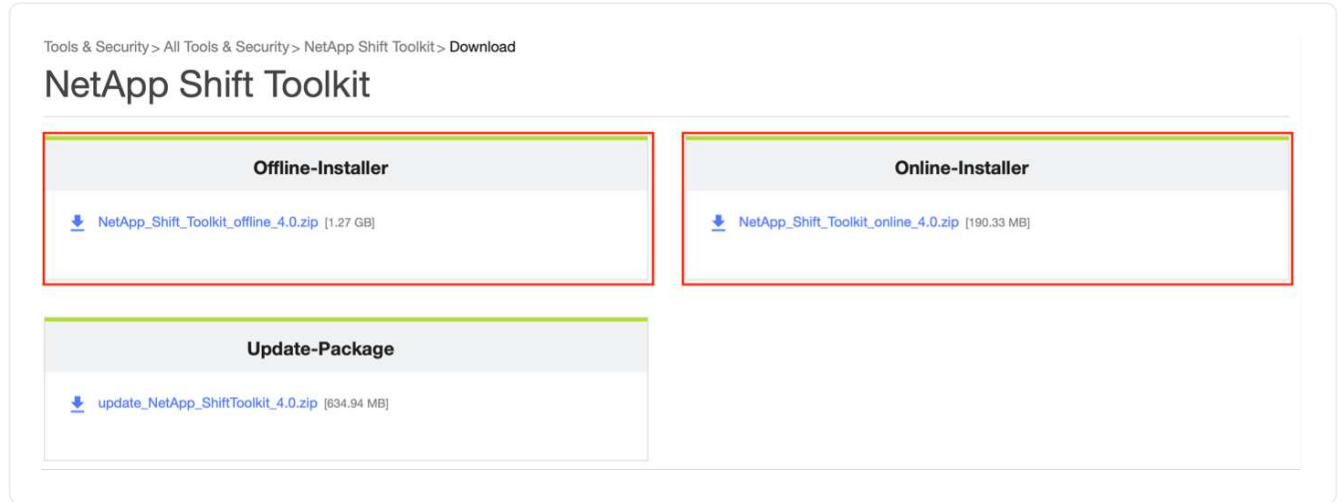 Tools & Security > All Tools & Security > NetApp Shift Toolkit > Download
NetApp Shift Toolkit
Offline-Installer
NetApp_Shift_Toolkit_offline_4.0.zip [1.27 GB]
Online-Installer
NetApp_Shift_Toolkit_online_4.0.zip [190.33 MB]
Update-Package
update_NetApp_ShiftToolkit_4.0.zip [634.94 MB]